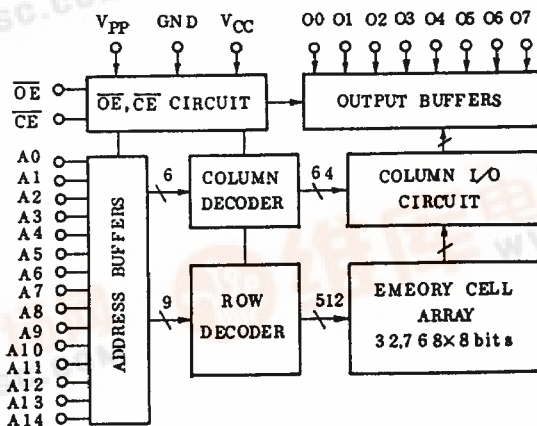 VPP GND VCC
O0 O1 O2 O3 O4 O5 O6 O7
OE
CE
OE, CE CIRCUIT
OUTPUT BUFFERS
A0
A1
A2
A3
A4
A5
A6
A7
A8
A9
A10
A11
A12
A13
A14
ADDRESS BUFFERS
6
COLUMN
DECODER
64
COLUMN I/O
CIRCUIT
9
ROW
DECODER
512
EMEORY CELL
ARRAY
32,768×8bits